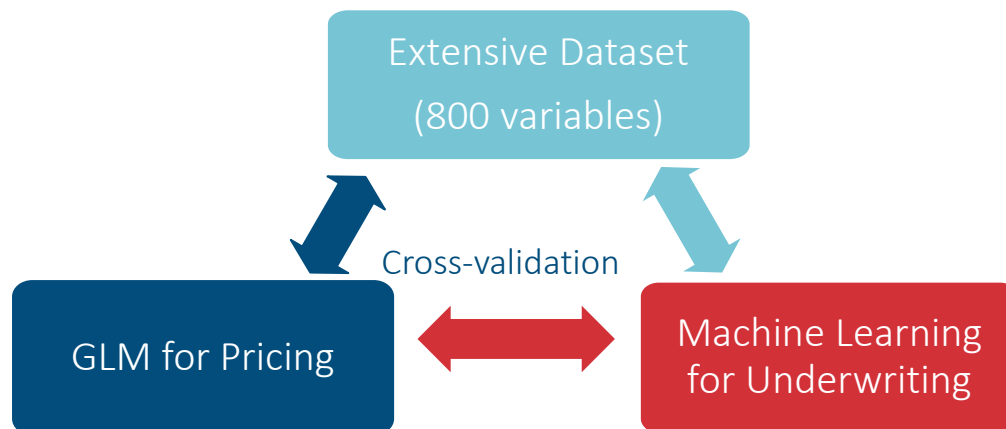 Extensive Dataset
(800 variables)
Cross-validation
GLM for Pricing
Machine Learning
for Underwriting